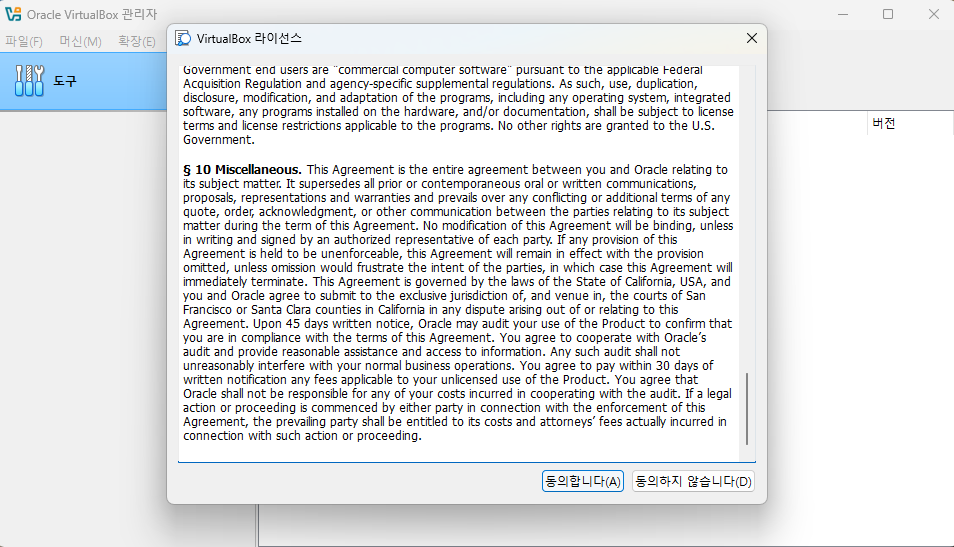 Oracle VirtualBox 관리자
파일(F) 머신(M) 확장(E)
도구
버전
VirtualBox 라이선스
Government end users are "commercial computer software" pursuant to the applicable Federal
Acquisition Regulation and agency-specific supplemental regulations. As such, use, duplication,
disclosure, modification, and adaptation of the programs, including any operating system, integrated
software, any programs installed on the hardware, and/or documentation, shall be subject to license
terms and license restrictions applicable to the programs. No other rights are granted to the U.S.
Government.
§ 10 Miscellaneous. This Agreement is the entire agreement between you and Oracle relating to
its subject matter. It supersedes all prior or contemporaneous oral or written communications,
proposals, representations and warranties and prevails over any conflicting or additional terms of any
quote, order, acknowledgment, or other communication between the parties relating to its subject
matter during the term of this Agreement. No modification of this Agreement will be binding, unless
in writing and signed by an authorized representative of each party. If any provision of this
Agreement is held to be unenforceable, this Agreement will remain in effect with the provision
omitted, unless omission would frustrate the intent of the parties, in which case this Agreement will
immediately terminate. This Agreement is governed by the laws of the State of California, USA, and
you and Oracle agree to submit to the exclusive jurisdiction of, and venue in, the courts of San
Francisco or Santa Clara counties in California in any dispute arising out of or relating to this
Agreement. Upon 45 days written notice, Oracle may audit your use of the Product to confirm that
you are in compliance with the terms of this Agreement. You agree to cooperate with Oracle’s
audit and provide reasonable assistance and access to information. Any such audit shall not
unreasonably interfere with your normal business operations. You agree to pay within 30 days of
written notification any fees applicable to your unlicensed use of the Product. You agree that
Oracle shall not be responsible for any of your costs incurred in cooperating with the audit. If a legal
action or proceeding is commenced by either party in connection with the enforcement of this
Agreement, the prevailing party shall be entitled to its costs and attorneys’ fees actually incurred in
connection with such action or proceeding.
동의합니다(A) 동의하지 않습니다(D)